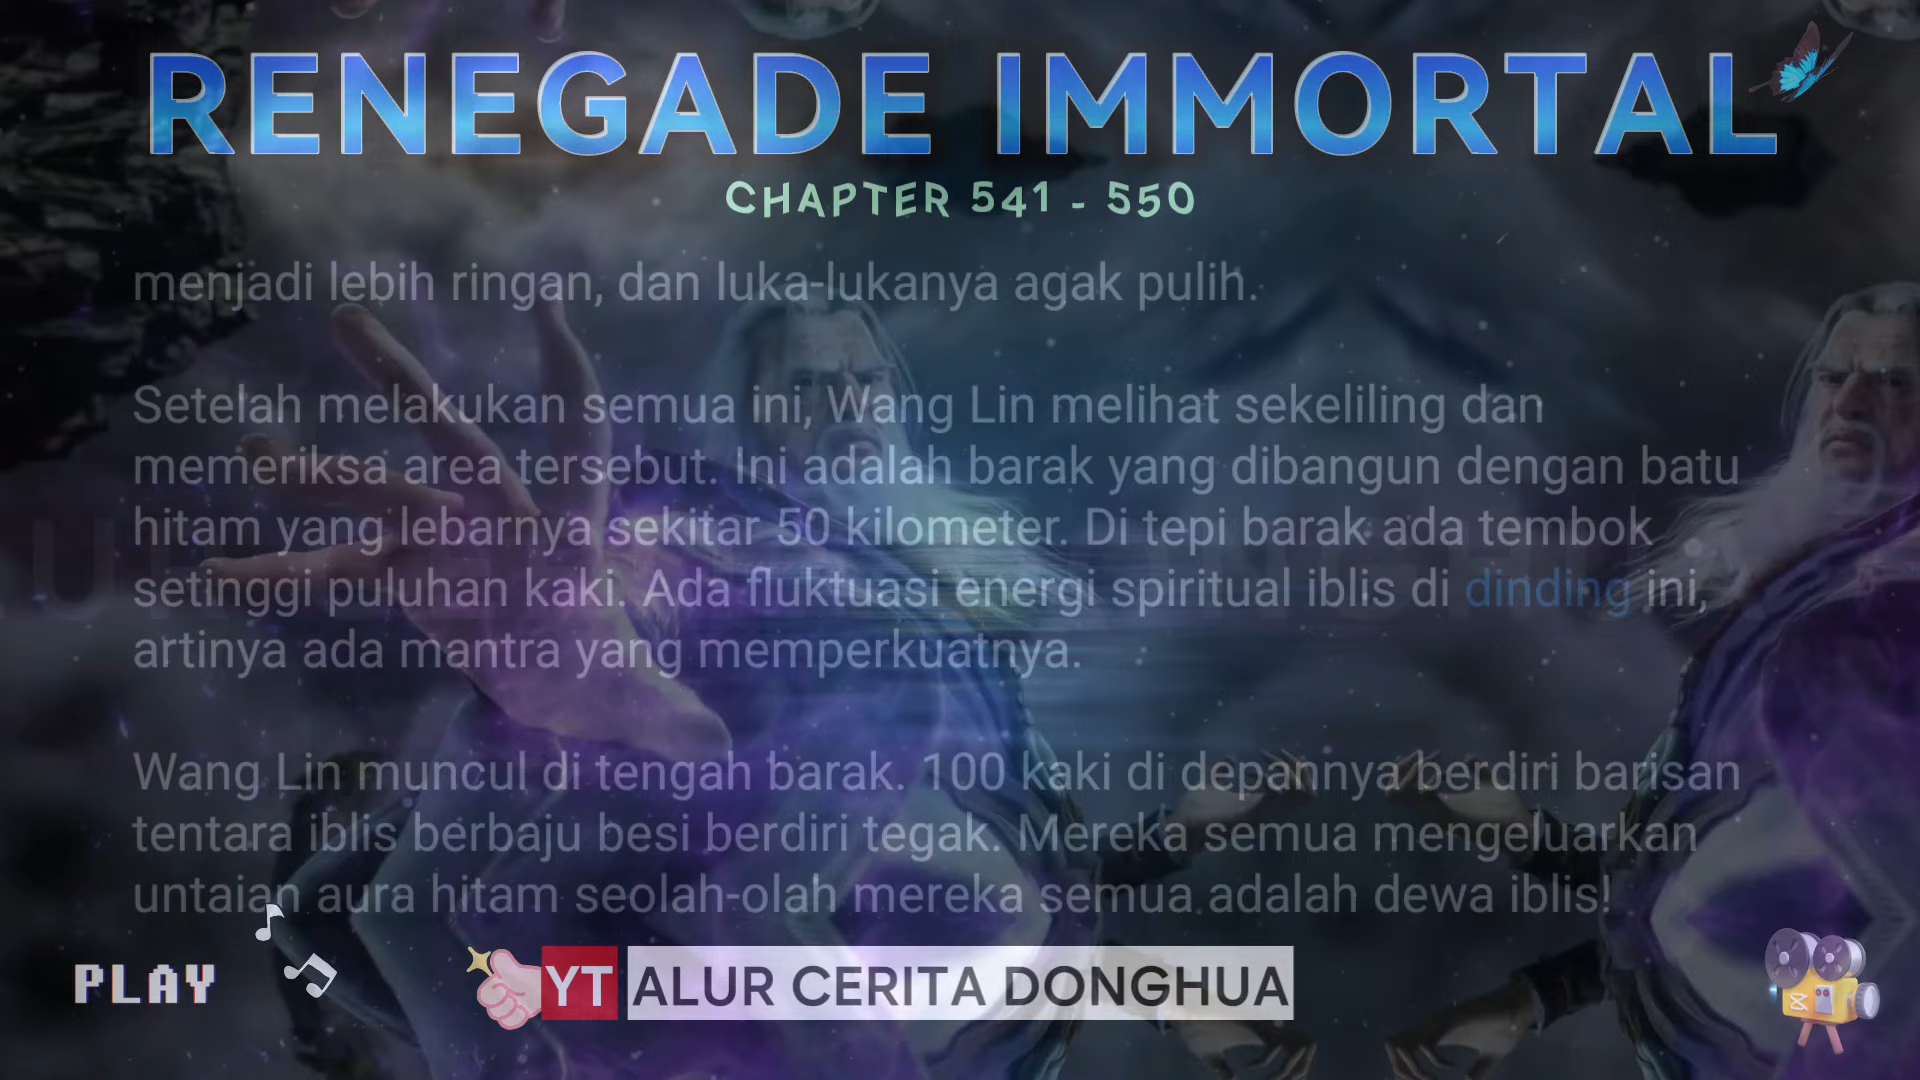 RENEGADE IMMORTAL
CHAPTER 541 - 550
menjadi lebih ringan, dan luka-lukanya agak pulih.
Setelah melakukan semua ini, Wang Lin melihat sekeliling dan
memeriksa area tersebut. Ini adalah barak yang dibangun dengan batu
hitam yang lebarnya sekitar 50 kilometer. Di tepi barak ada tembok
setinggi puluhan kaki. Ada fluktuasi energi spiritual iblis di dinding ini,
artinya ada mantra yang memperkuatnya.
Wang Lin muncul di tengah barak. 100 kaki di depannya berdiri barisan
tentara iblis berbaju besi berdiri tegak. Mereka semua mengeluarkan
untaian aura hitam seolah-olah mereka semua adalah dewa iblis!
PLAY
YT ALUR CERITA DONGHUA